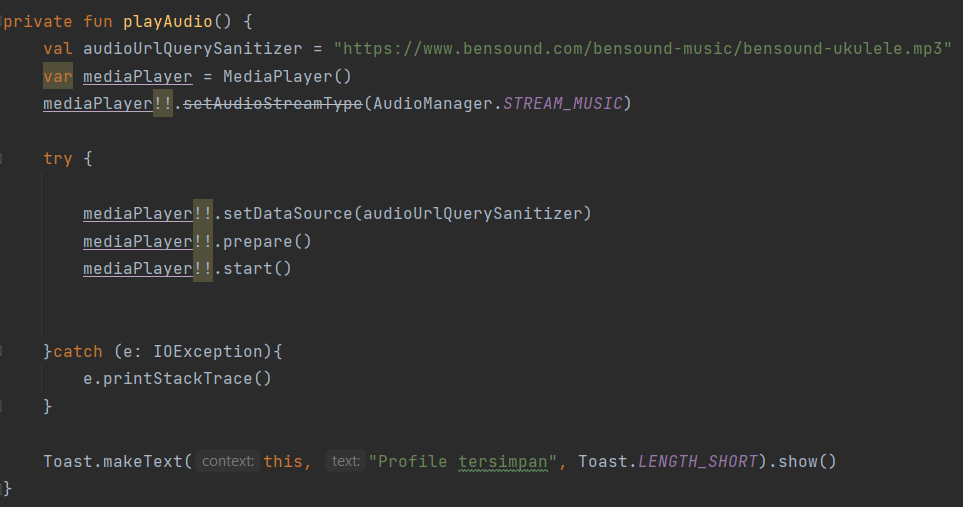 private fun playAudio() {
val audioUrlQuerySanitizer = "https://www.bensound.com/bensound-music/bensound-ukulele.mp3"
var mediaPlayer = MediaPlayer()
mediaPlayer!!.setAudioStreamType(AudioManager.STREAM_MUSIC)
try {
mediaPlayer!!.setDataSource(audioUrlQuerySanitizer)
mediaPlayer!!.prepare()
mediaPlayer!!.start()
}catch (e: IOException){
e.printStackTrace()
}
Toast.makeText( context: this, text: "Profile tersimpan", Toast.LENGTH_SHORT).show()
}